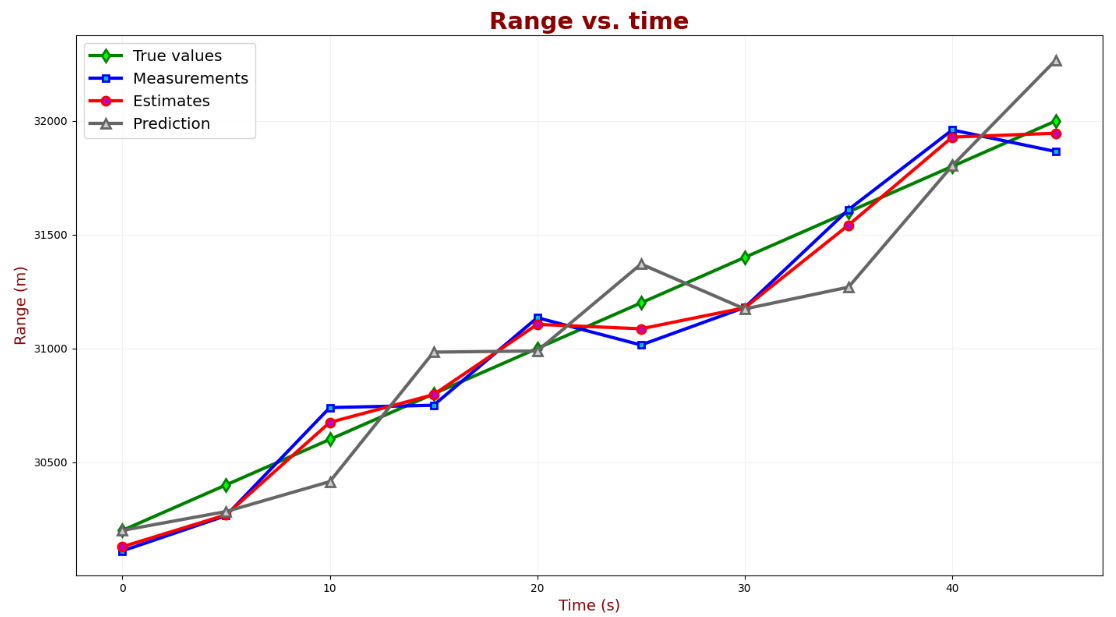 Range vs. time
True values
Measurements
Estimates
Prediction
32000
31500
31000
30500
Range (m)
0 10 20 30 40
Time (s)